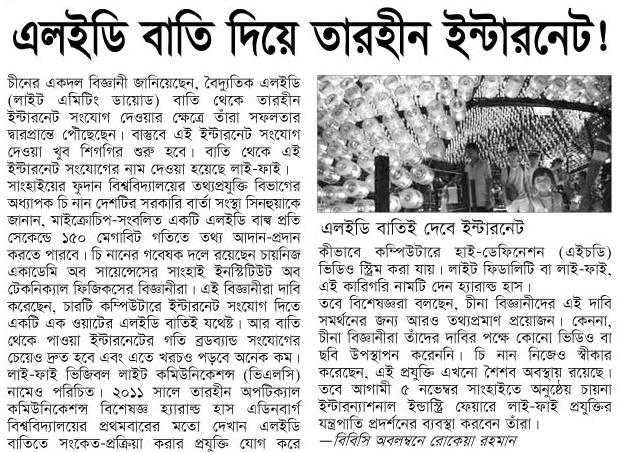 এলইডি বাতি দিয়ে তারহীন ইন্টারনেট!
চীনের একদল বিজ্ঞানী জানিয়েছেন, বৈদ্যুতিক এলইডি
(লাইট এমিটিং ডায়োড) বাতি থেকে তারহীন
ইন্টারনেট সংযোগ দেওয়ার ক্ষেত্রে তাঁরা সফলতার
দ্বারপ্রান্তে পৌঁছেছেন। বাস্তবে এই ইন্টারনেট সংযোগ
দেওয়া খুব শিগগির শুরু হবে। বাতি থেকে এই
ইন্টারনেট সংযোগের নাম দেওয়া হয়েছে লাই-ফাই।
সাংহাইয়ের ফুদান বিশ্ববিদ্যালয়ের তথ্যপ্রযুক্তি বিভাগের
অধ্যাপক চি নান দেশটির সরকারি বার্তা সংস্থা সিনহুয়াকে
জানান, মাইক্রোচিপ-সংবলিত একটি এলইডি বাল্ব প্রতি
সেকেন্ডে ১৫০ মেগাবিট গতিতে তথ্য আদান-প্রদান
করতে পারবে। চি নানের গবেষক দলে রয়েছেন চায়নিজ
একাডেমি অব সায়েন্সেসের সাংহাই ইনস্টিটিউট অব
টেকনিক্যাল ফিজিকসের বিজ্ঞানীরা। এই বিজ্ঞানীরা দাবি
করেছেন, চারটি কম্পিউটারে ইন্টারনেট সংযোগ দিতে
একটি এক ওয়াটের এলইডি বাতিই যথেষ্ট। আর বাতি
থেকে পাওয়া ইন্টারনেটের গতি ব্রডব্যান্ড সংযোগের
চেয়েও দ্রুত হবে এবং এতে খরচও পড়বে অনেক কম।
লাই-ফাই ভিজিবল লাইট কমিউনিকেশন্স (ভিএলসি)
নামেও পরিচিত। ২০১১ সালে তারহীন অপটিক্যাল
কমিউনিকেশন্স বিশেষজ্ঞ হ্যারাল্ড হাস এডিনবার্গ
বিশ্ববিদ্যালয়ের প্রথমবারের মতো দেখান এলইডি
বাতিতে সংকেত-প্রক্রিয়া করার প্রযুক্তি যোগ করে
এলইডি বাতিই দেবে ইন্টারনেট
কীভাবে কম্পিউটারে হাই-ডেফিনেশন (এইচডি)
ভিডিও স্ট্রিম করা যায়। লাইট ফিডালিটি বা লাই-ফাই,
এই কারিগরি নামটি দেন হ্যারাল্ড হাস।
তবে বিশেষজ্ঞরা বলছেন, চীনা বিজ্ঞানীদের এই দাবি
সমর্থনের জন্য আরও তথ্যপ্রমাণ প্রয়োজন। কেননা,
চীনা বিজ্ঞানীরা তাঁদের দাবির পক্ষে কোনো ভিডিও বা
ছবি উপস্থাপন করেননি। চি নান নিজেও স্বীকার
করেছেন, এই প্রযুক্তি এখনো শৈশব অবস্থায় রয়েছে।
তবে আগামী ৫ নভেম্বর সাংহাইতে অনুষ্ঠেয় চায়না
ইন্টারন্যাশনাল ইন্ডাস্ট্রি ফেয়ারে লাই-ফাই প্রযুক্তির
যন্ত্রপাতি প্রদর্শনের ব্যবস্থা করবেন তাঁরা।
—বিবিসি অবলম্বনে রোকেয়া রহমান